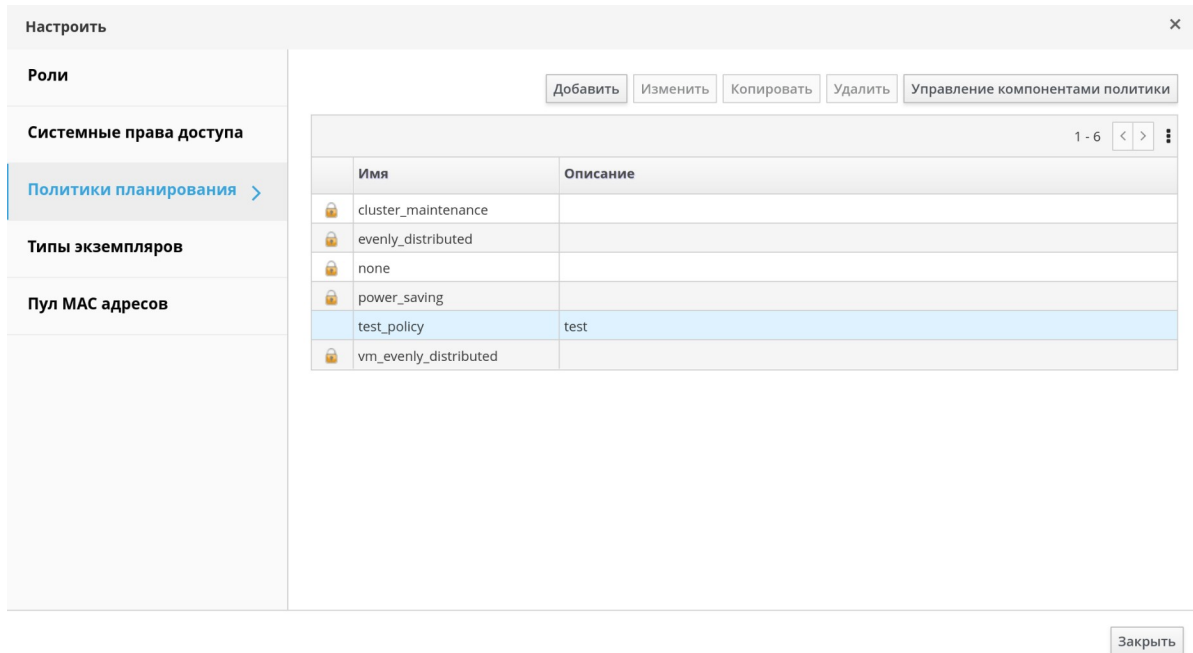 Настроить
Роли
Системные права доступа
Политики планирования
Типы экземпляров
Пул MAC адресов
Добавить Изменить Копировать Удалить Управление компонентами политики
1 - 6
Имя Описание
cluster_maintenance
evenly_distributed
none
power_saving
test_policy test
vm_evenly_distributed
Закрыть